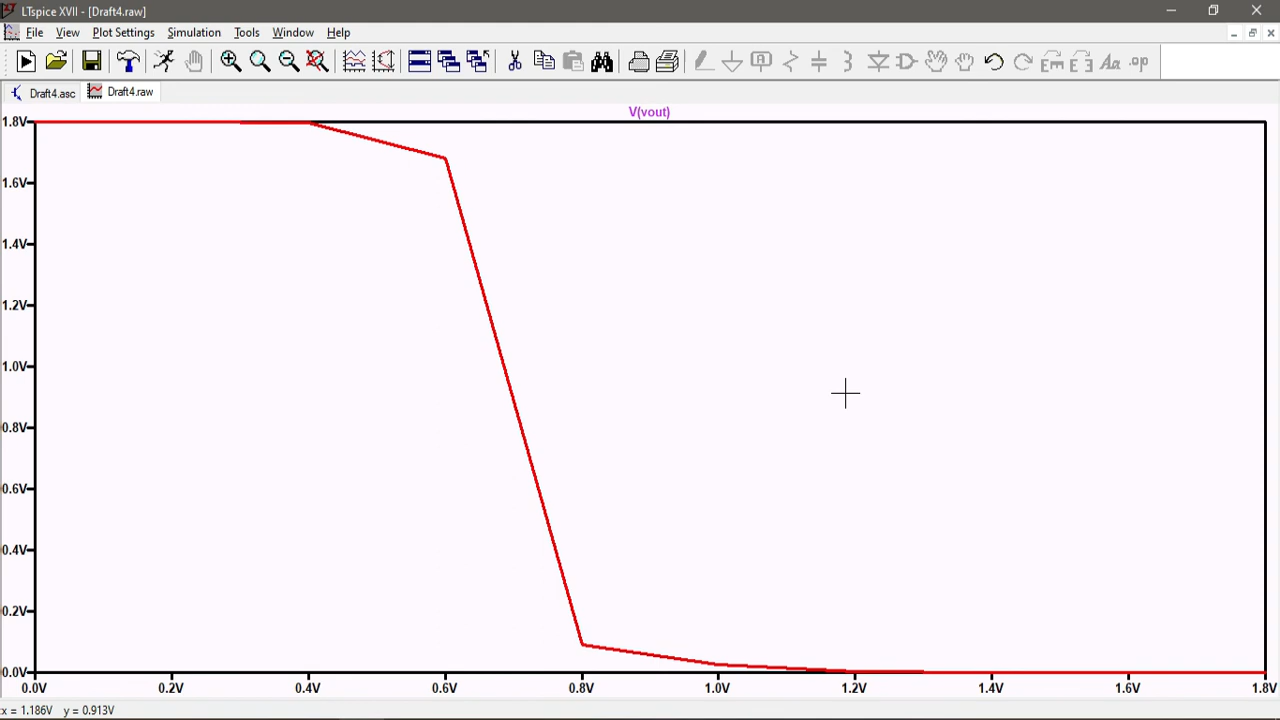 LTspice XVII - [Draft4.raw]
File View Plot Settings Simulation Tools Window Help
Aa .op
Draft4.asc Draft4.raw
V(vout)
1.8V
1.6V
1.4V
1.2V
1.0V
0.8V
0.6V
0.4V
0.2V
0.0V
0.0V 0.2V 0.4V 0.6V 0.8V 1.0V 1.2V 1.4V 1.6V 1.8V
x = 1.186V y = 0.913V